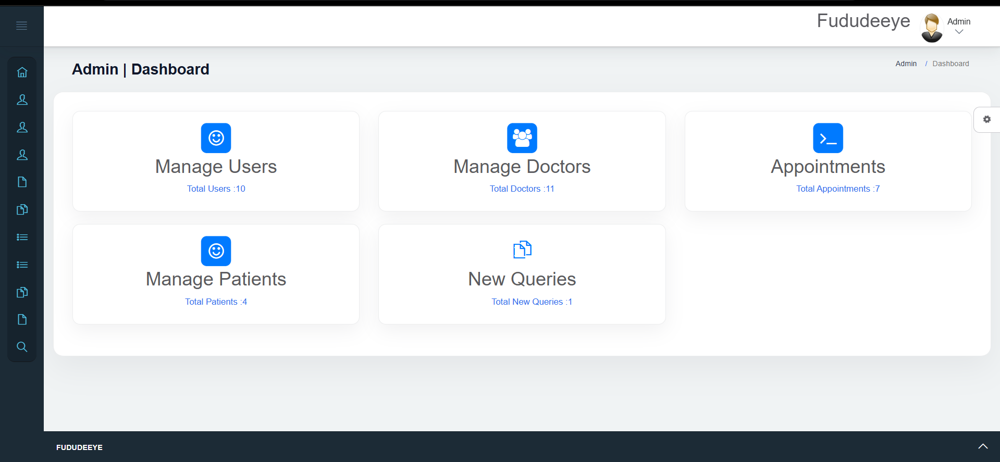 Fududeeye
Admin
Admin | Dashboard
Admin / Dashboard
Manage Users
Total Users :10
Manage Doctors
Total Doctors :11
Appointments
Total Appointments :7
Manage Patients
Total Patients :4
New Queries
Total New Queries :1
FUDUDEEYE